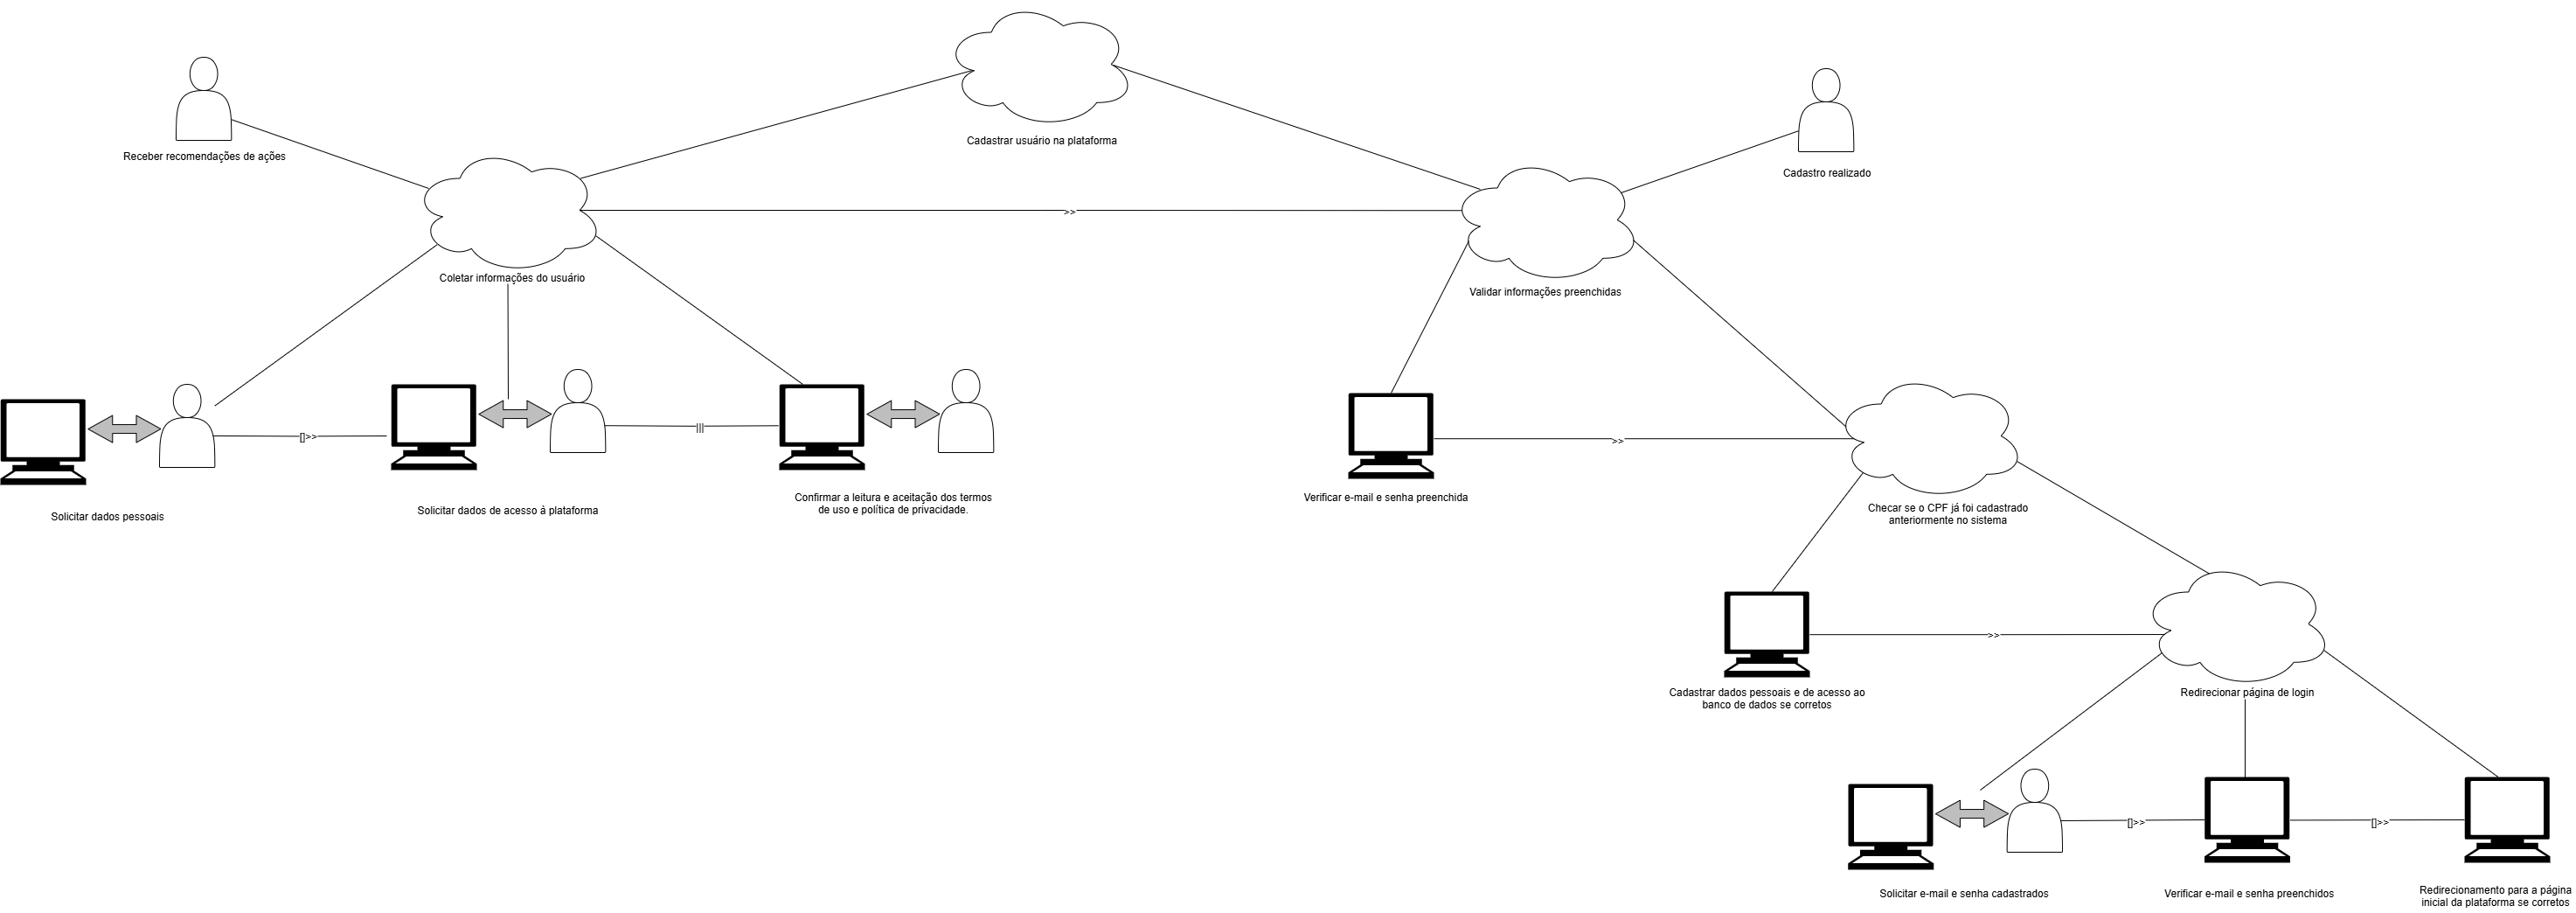 Cadastrar usuário na plataforma
Receber recomendações de ações
Cadastro realizado
>>
Coletar informações do usuário
Validar informações preenchidas
[]>>
|||
>>
Solicitar dados pessoais
Solicitar dados de acesso à plataforma
Confirmar a leitura e aceitação dos termos
de uso e política de privacidade.
Verificar e-mail e senha preenchida
Checar se o CPF já foi cadastrado
anteriormente no sistema
>>
Cadastrar dados pessoais e de acesso ao
banco de dados se corretos
Redirecionar página de login
[]>>
[]>>
Solicitar e-mail e senha cadastrados
Verificar e-mail e senha preenchidos
Redirecionamento para a página
inicial da plataforma se corretos